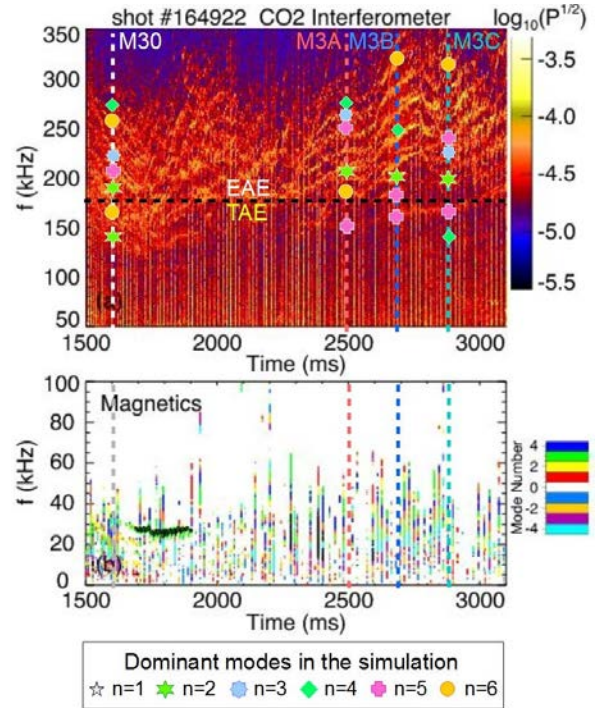 shot #164922 CO2 Interferometer log₁₀(P^1/2)
M30 M3A M3B M3C
350
300
250
200
150
100
50
f (kHz)
EAE
TAE
(a)
-3.5
-4.0
-4.5
-5.0
-5.5
1500 2000 2500 3000
Time (ms)
Magnetics
100
80
60
40
20
0
f (kHz)
(b)
1500 2000 2500 3000
Time (ms)
Mode Number
4
2
0
-2
-4
Dominant modes in the simulation
n=1 n=2 n=3 n=4 n=5 n=6